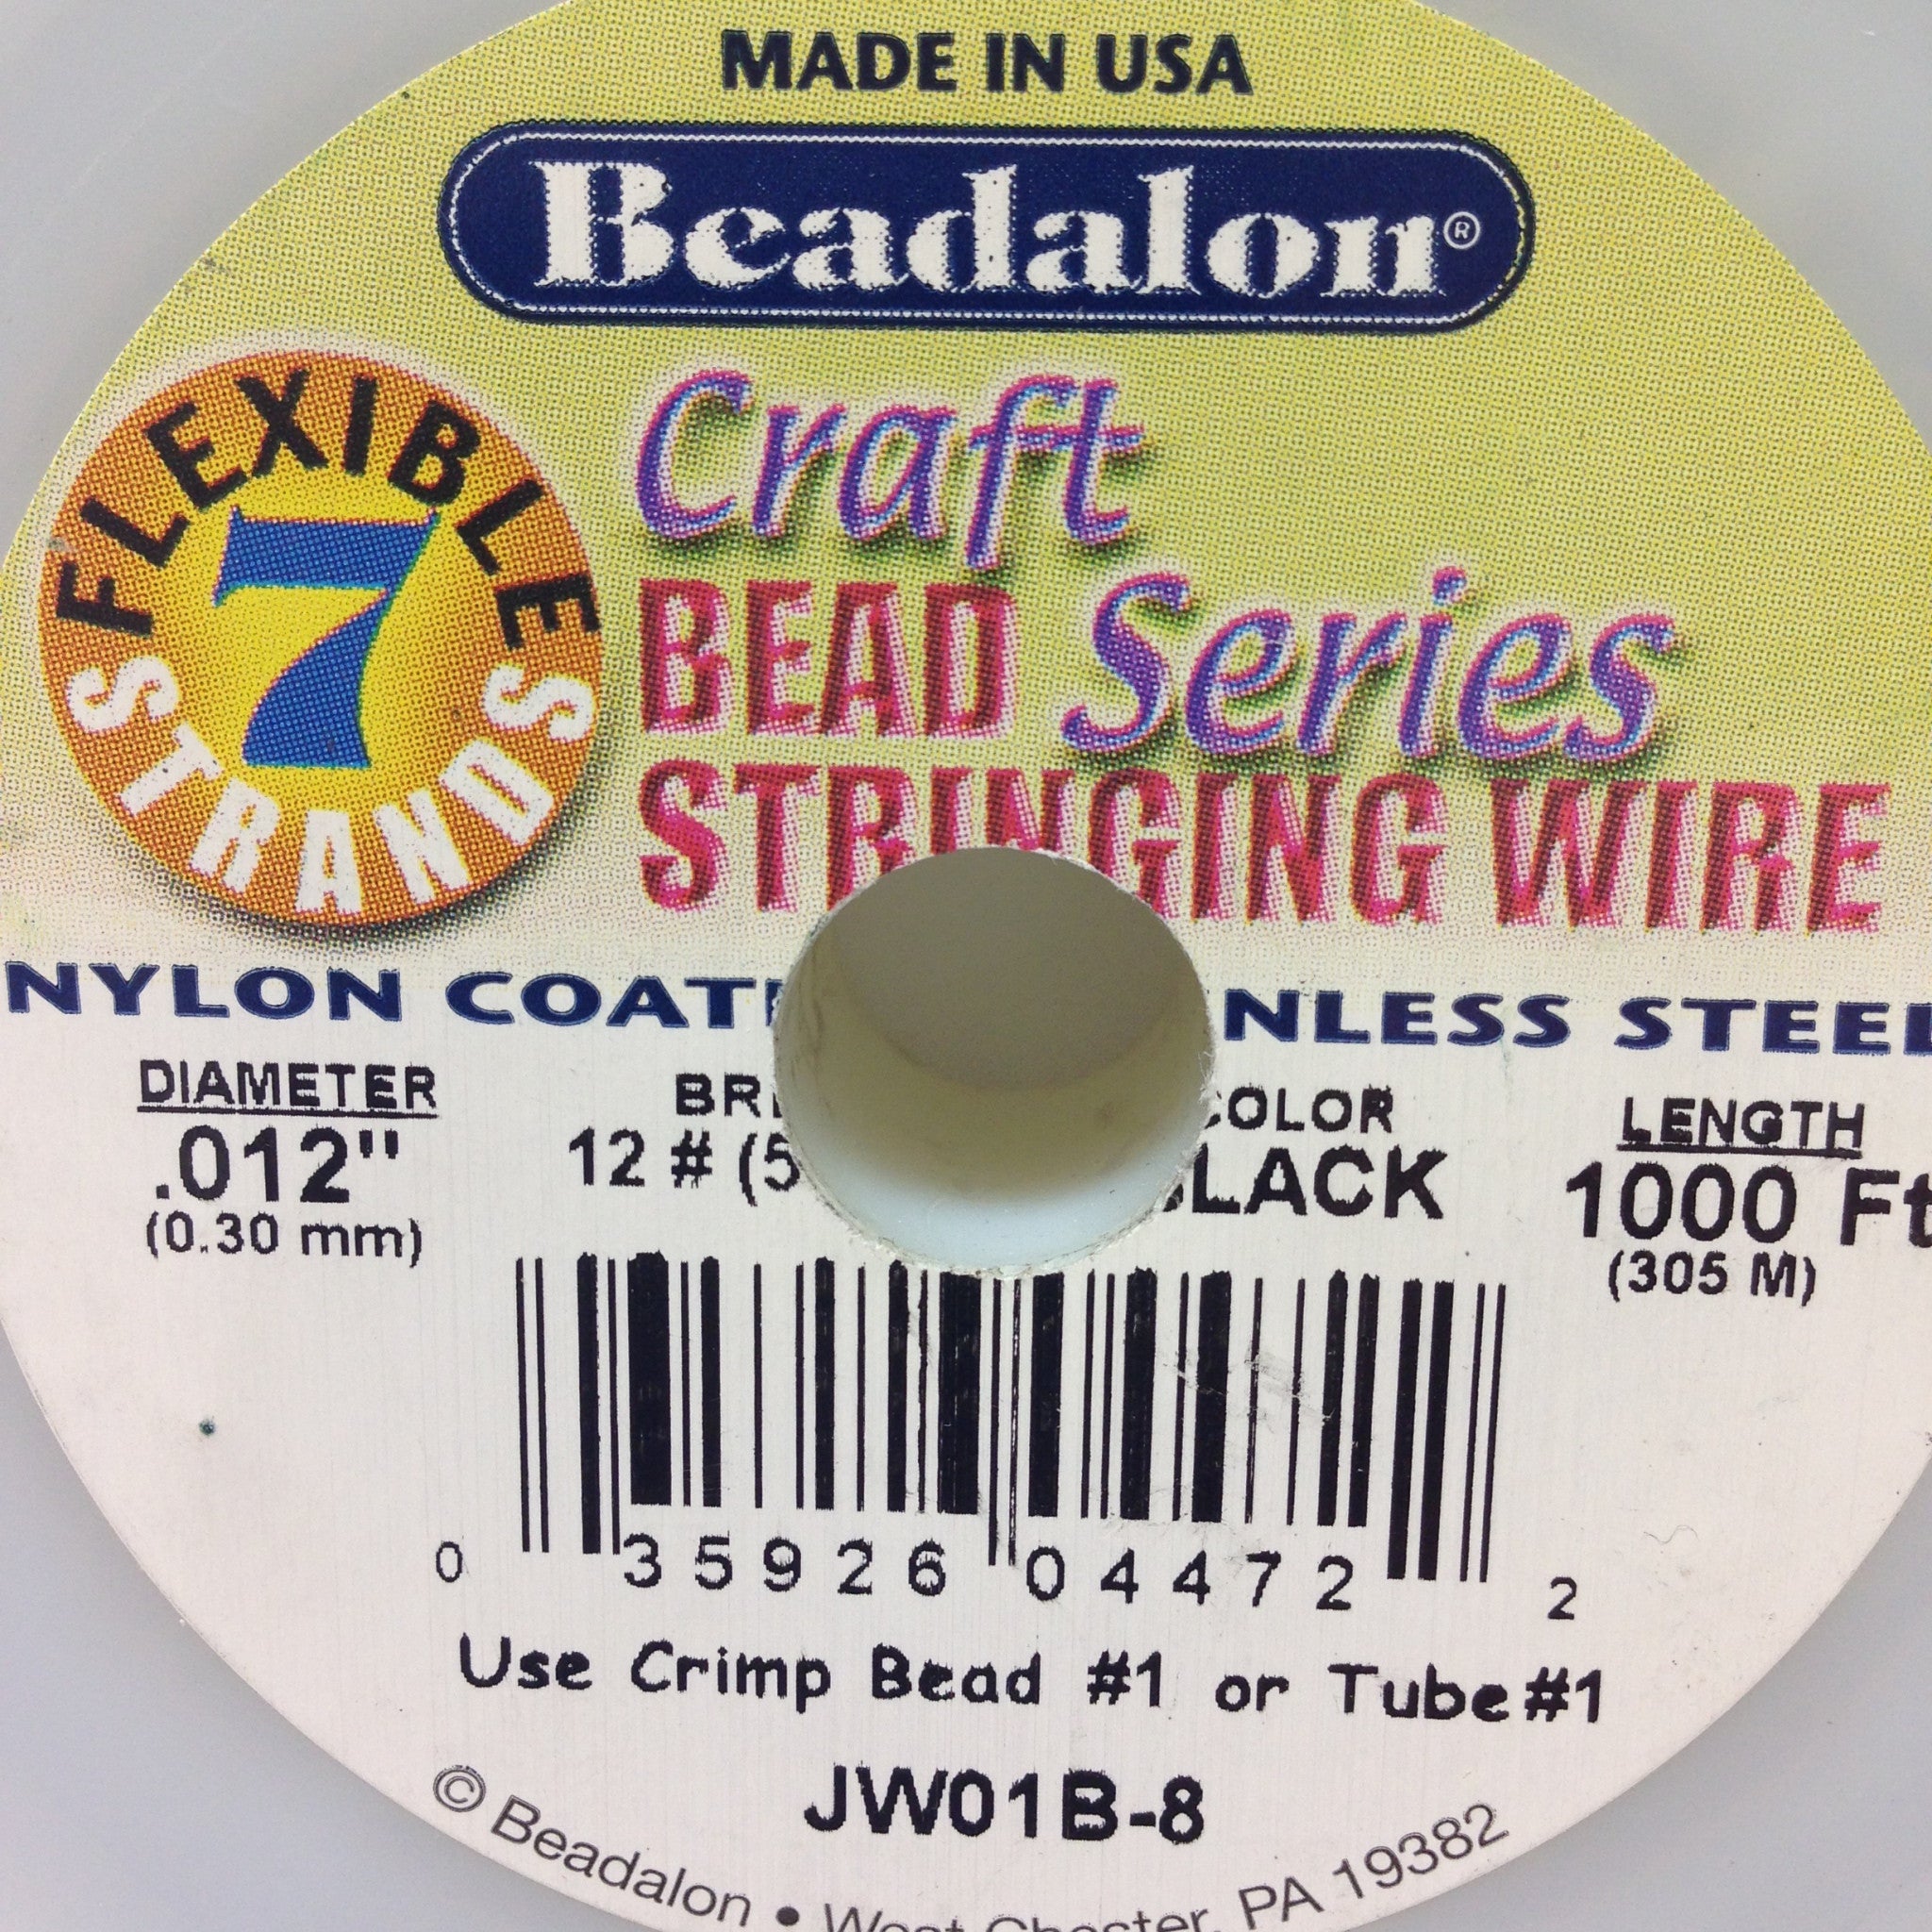 MADE IN USA
Beadalon®
FLEXIBLE
7
STRANDS
Craft
BEAD Series
STRINGING WIRE
NYLON COAT NLESS STEEL
DIAMETER
.012"
(0.30 mm)
BR
12 # (5
COLOR
LACK
LENGTH
1000 Ft
(305 M)
0 35926 04472 2
Use Crimp Bead #1 or Tube #1
JW01B-8
© Beadalon • West Chester, PA 19382